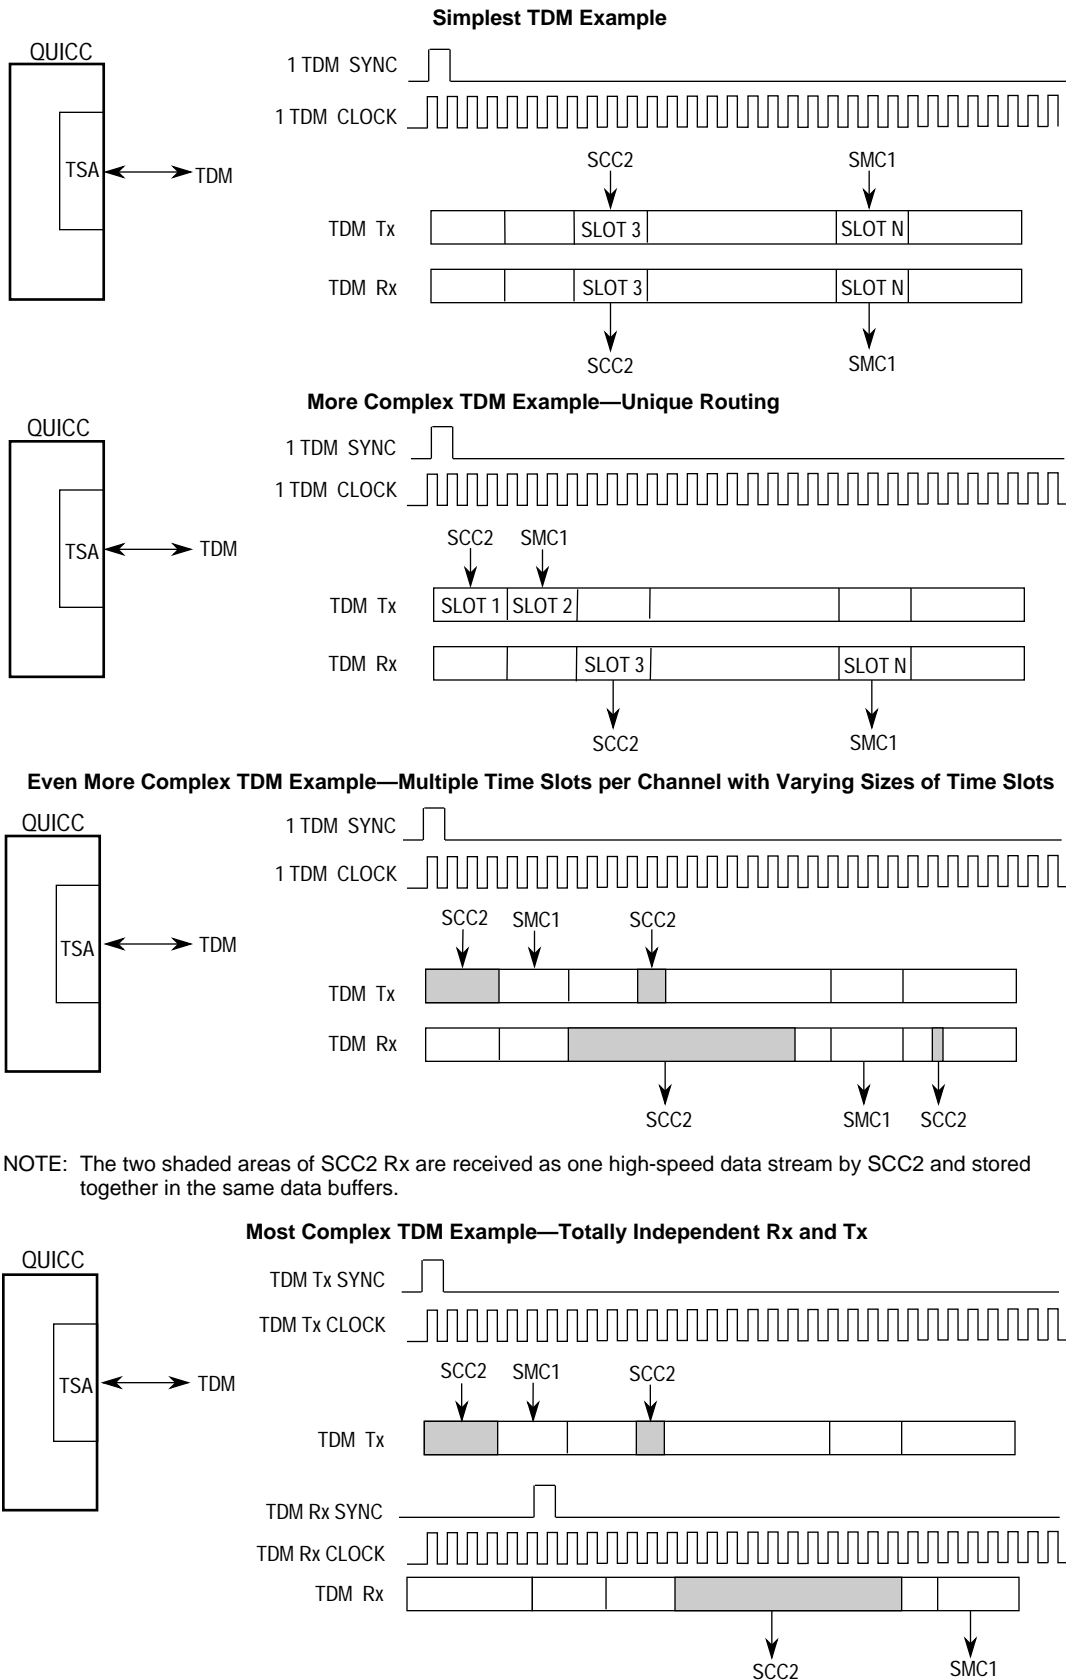 Simplest TDM Example
QUICC
1 TDM SYNC
1 TDM CLOCK
TSA
TDM
SCC2 SMC1
TDM Tx SLOT 3 SLOT N
TDM Rx SLOT 3 SLOT N
SCC2 SMC1
More Complex TDM Example—Unique Routing
QUICC
1 TDM SYNC
1 TDM CLOCK
TSA
TDM
SCC2 SMC1
TDM Tx SLOT 1 SLOT 2
TDM Rx SLOT 3 SLOT N
SCC2 SMC1
Even More Complex TDM Example—Multiple Time Slots per Channel with Varying Sizes of Time Slots
QUICC
1 TDM SYNC
1 TDM CLOCK
TSA
TDM
SCC2 SMC1 SCC2
TDM Tx
TDM Rx
SCC2 SMC1 SCC2
NOTE: The two shaded areas of SCC2 Rx are received as one high-speed data stream by SCC2 and stored
together in the same data buffers.
Most Complex TDM Example—Totally Independent Rx and Tx
QUICC
TDM Tx SYNC
TDM Tx CLOCK
TSA
TDM
SCC2 SMC1 SCC2
TDM Tx
TDM Rx SYNC
TDM Rx CLOCK
TDM Rx
SCC2 SMC1